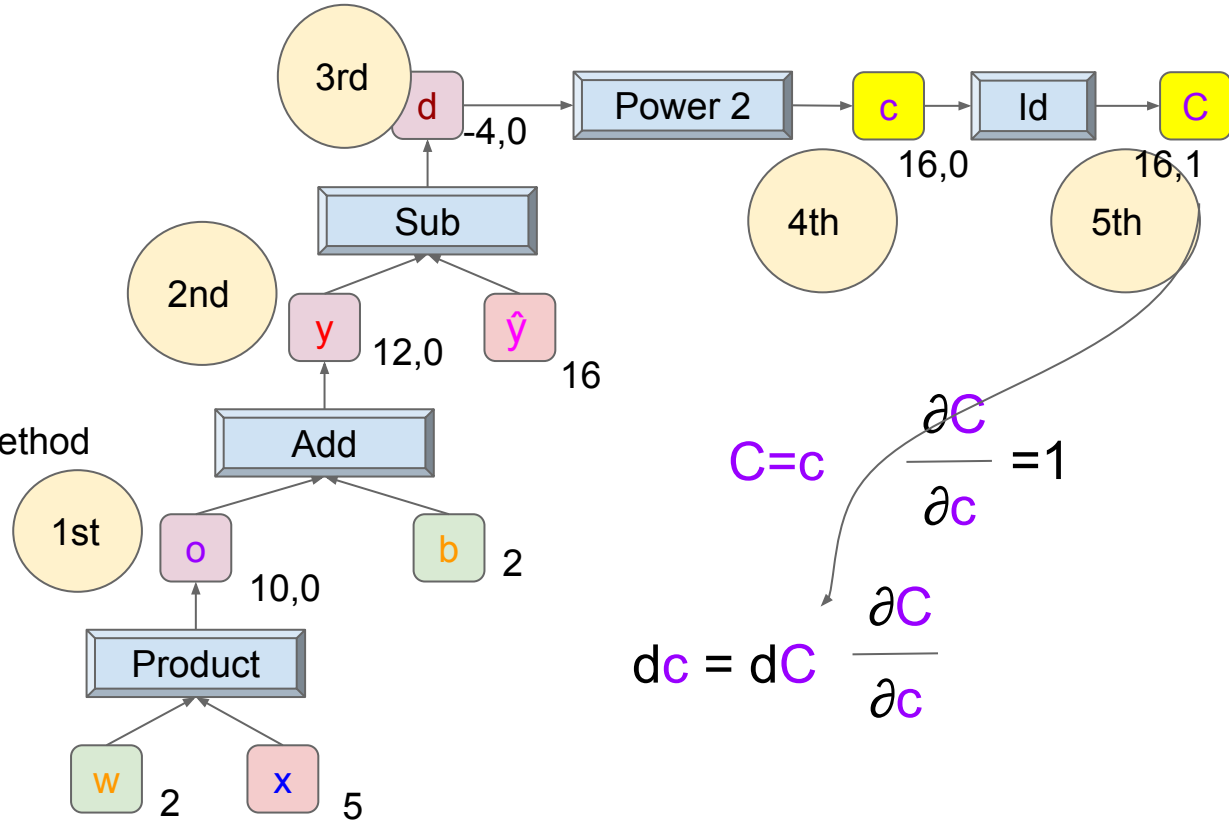 3rd
d
-4,0
Power 2
c
16,0
Id
C
16,1
Sub
4th
5th
2nd
y
12,0
ŷ
16
ethod
Add
C=c
∂C
∂c
=1
1st
o
10,0
b
2
Product
dc = dC
∂C
∂c
w
2
x
5